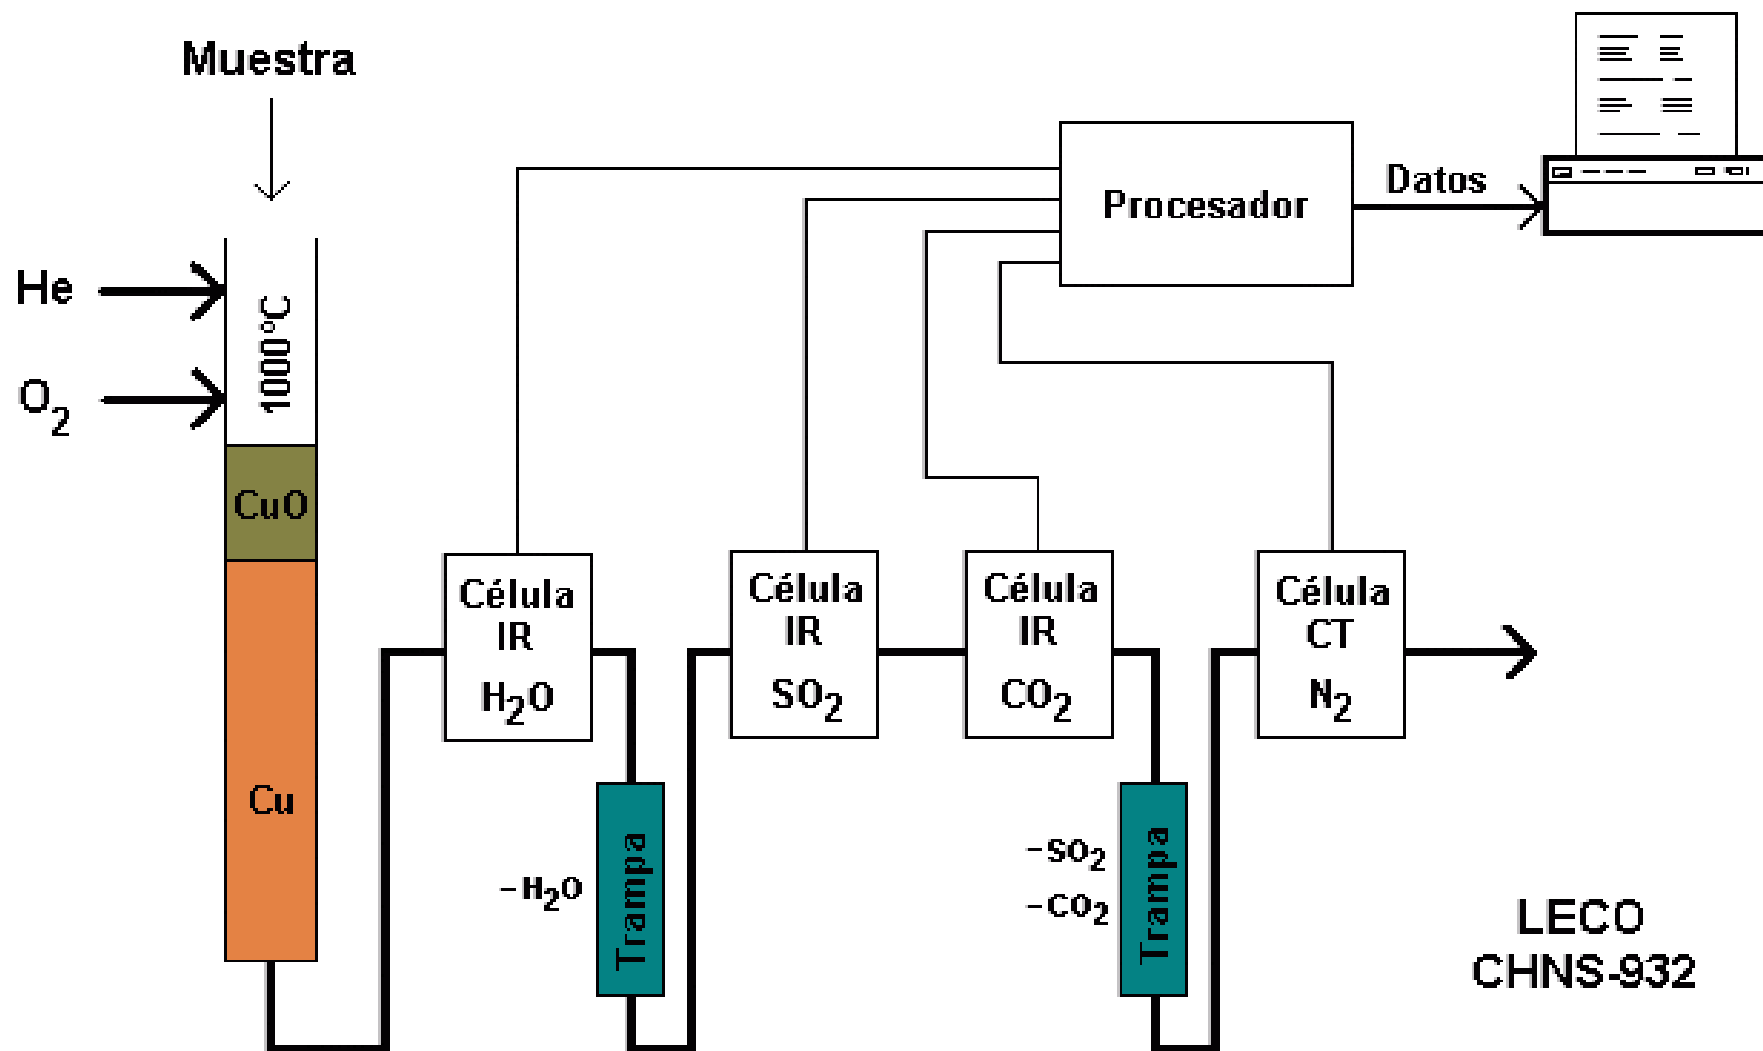 Muestra
He
O₂
1000°C
CuO
Cu
Procesador
Datos
Célula
IR
H₂O
Célula
IR
SO₂
Célula
IR
CO₂
Célula
CT
N₂
Trampa
-H₂O
Trampa
-SO₂
-CO₂
LECO
CHNS-932